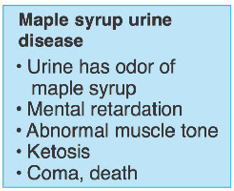 Maple syrup urine
disease
• Urine has odor of
maple syrup
• Mental retardation
• Abnormal muscle tone
• Ketosis
• Coma, death